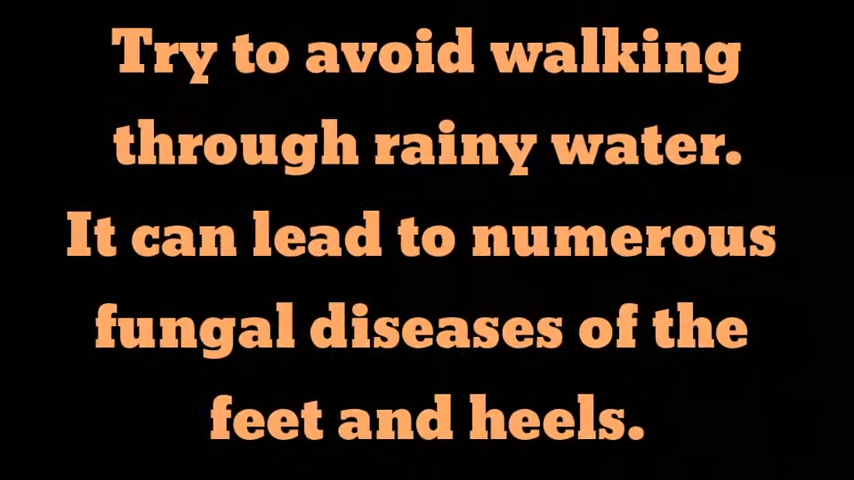 Try to avoid walking
through rainy water.
It can lead to numerous
fungal diseases of the
feet and heels.